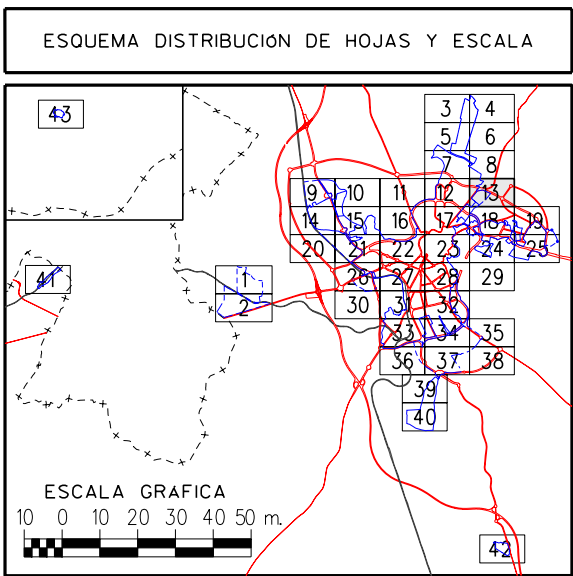 ESQUEMA DISTRIBUCIóN DE HOJAS Y ESCALA
43
3 4
5 6
7 8
9 10 11 12 13
14 15 16 17 18 19
20 21 22 23 24 25
41 1 26 27 28 29
2 30 31 32
33 34 35
36 37 38
39
40
ESCALA GRÁFICA
10 0 10 20 30 40 50 m.
42